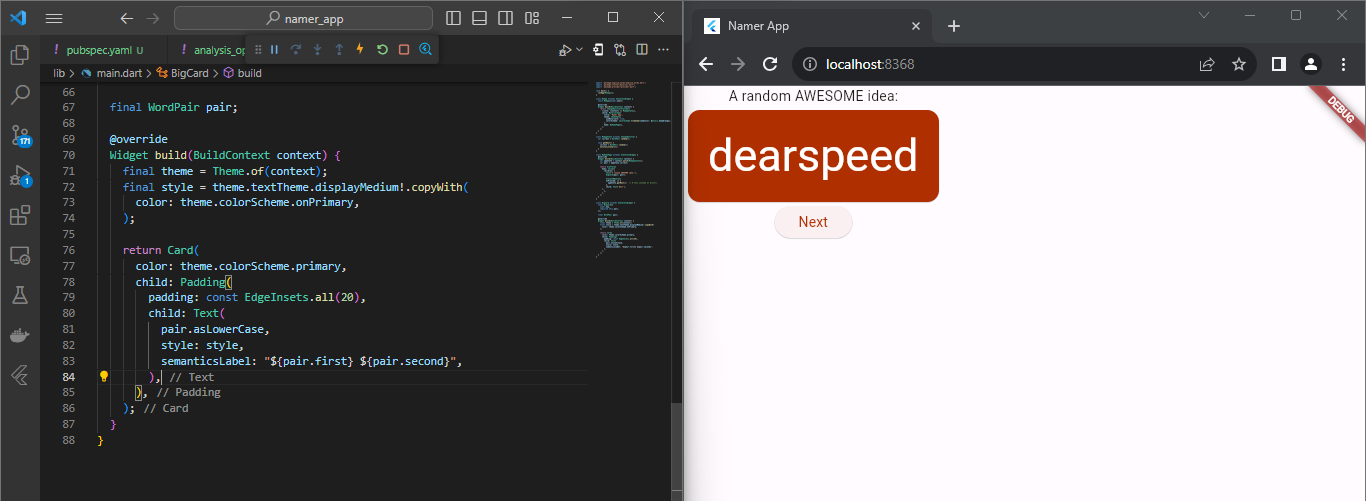 namer_app
pubspec.yaml U
analysis_op
lib > main.dart > BigCard > build
66
67 final WordPair pair;
68
69 @override
70 Widget build(BuildContext context) {
71 final theme = Theme.of(context);
72 final style = theme.textTheme.displayMedium!.copyWith(
73 color: theme.colorScheme.onPrimary,
74 );
75
76 return Card(
77 color: theme.colorScheme.primary,
78 child: Padding(
79 padding: const EdgeInsets.all(20),
80 child: Text(
81 pair.asLowerCase,
82 style: style,
83 semanticsLabel: "${pair.first} ${pair.second}",
84 ), // Text
85 ), // Padding
86 ); // Card
87 }
88 }
171
1
Namer App
localhost:8368
A random AWESOME idea:
DEBUG
dearspeed
Next